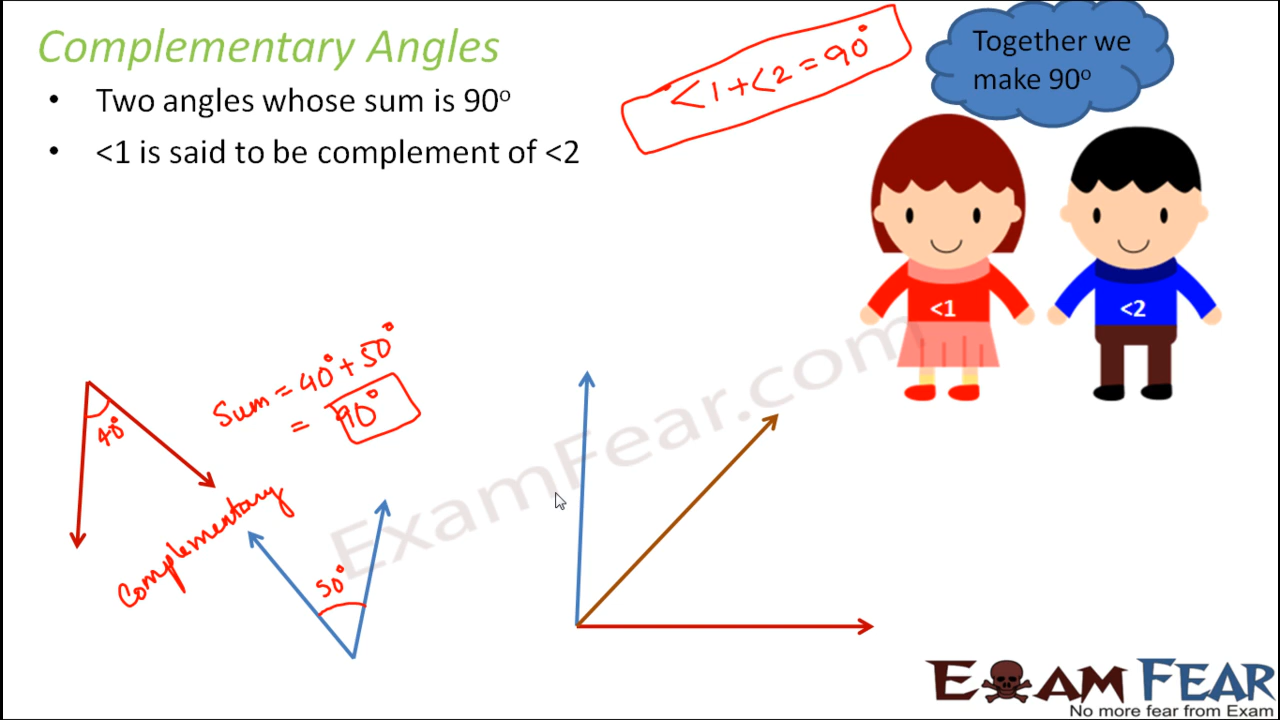 Complementary Angles
• Two angles whose sum is 90º
• <1 is said to be complement of <2
<1+<2=90°
Together we
make 90º
<1
<2
Sum = 40°+50°
= 90°
40°
Complementary
50°
ExamFear.com
EXAM FEAR
No more fear from Exam